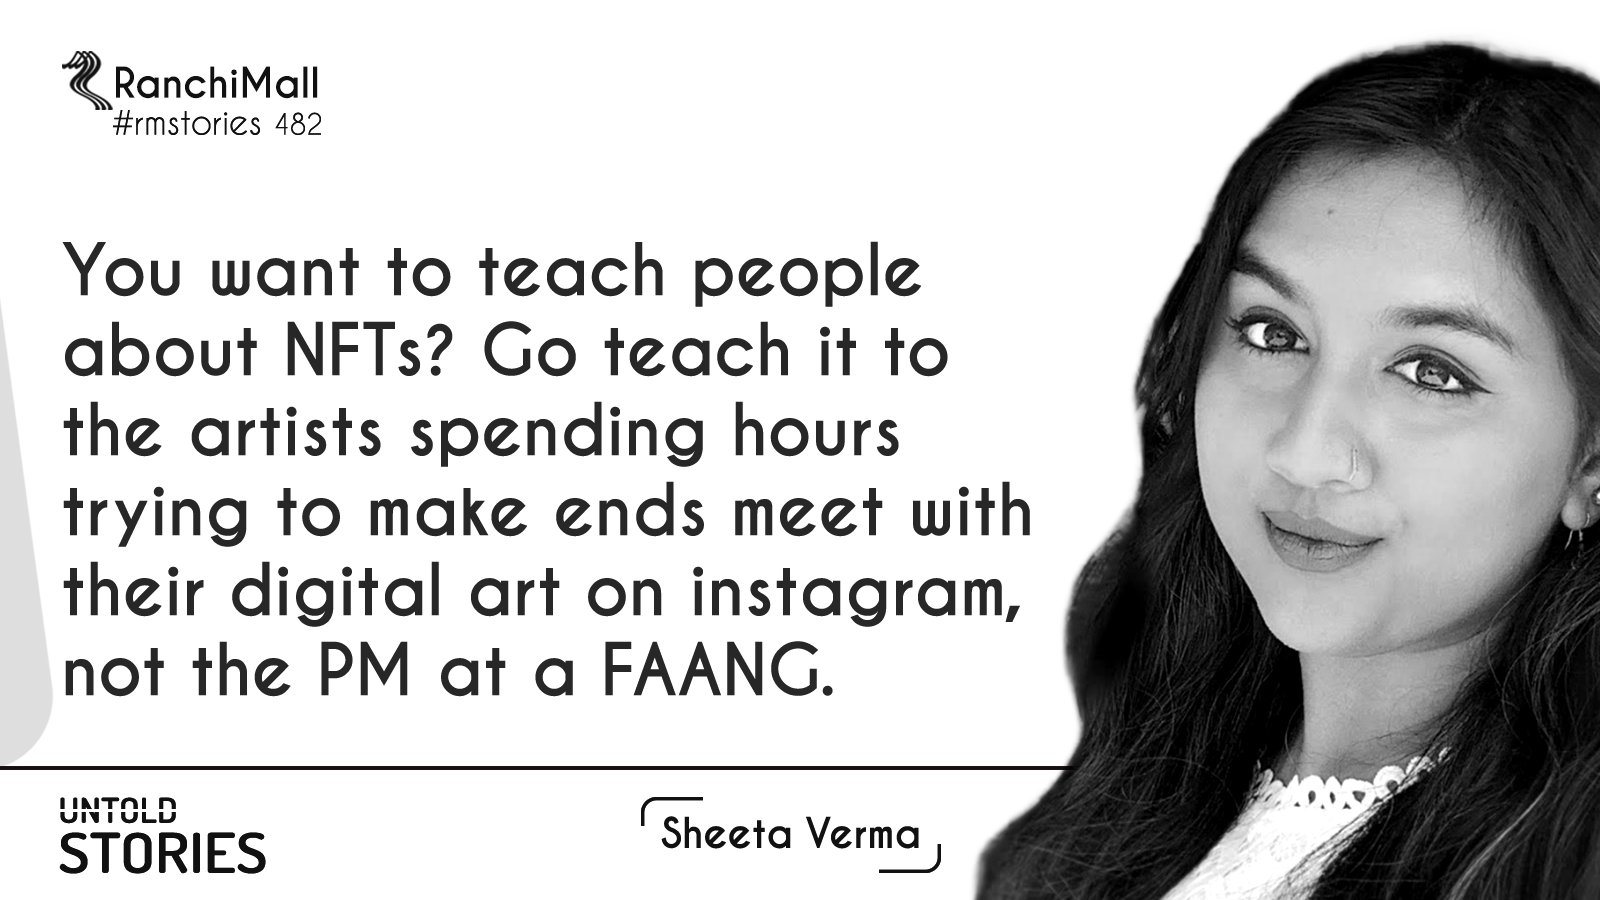 RanchiMall
#rmstories 482
You want to teach people
about NFTs? Go teach it to
the artists spending hours
trying to make ends meet with
their digital art on instagram,
not the PM at a FAANG.
UNTOLD
STORIES
Sheeta Verma